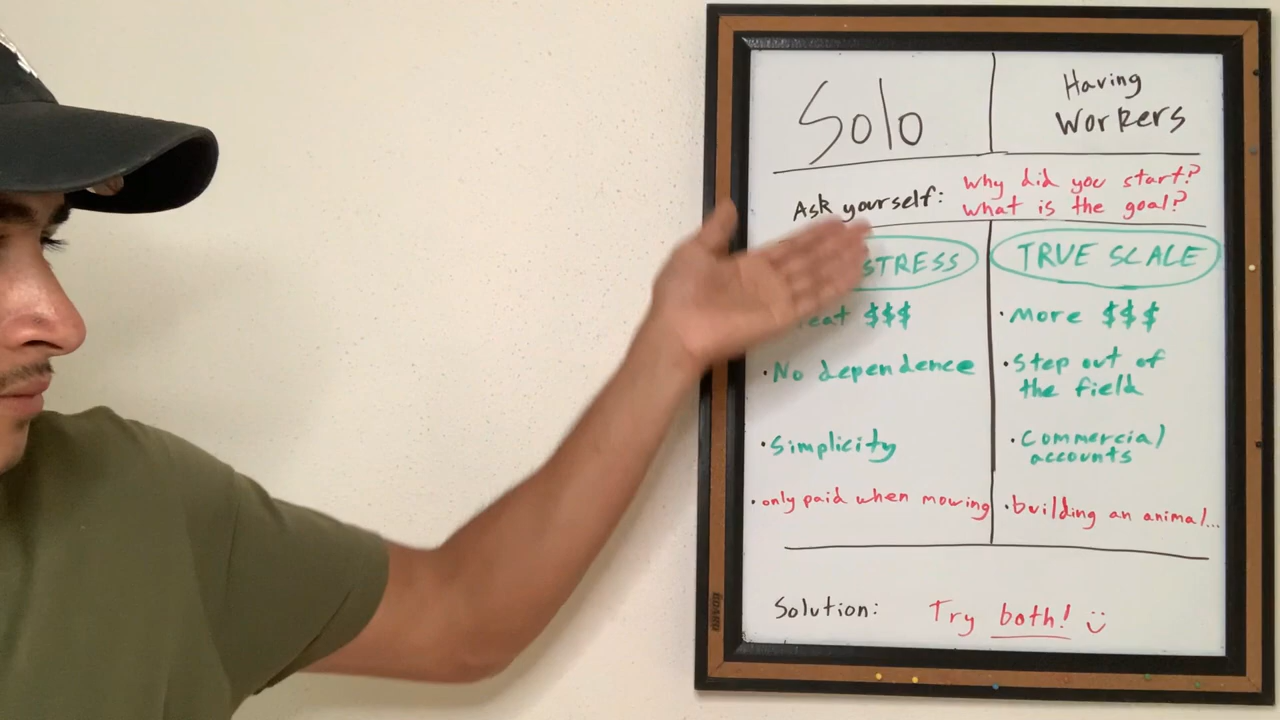 Solo
Having
Workers
Ask yourself:
Why did you start?
What is the goal?
STRESS
TRUE SCALE
$$$
• More $$$
• No dependence
• Step out of
the field
• Simplicity
• Commercial
accounts
• only paid when mowing
• building an animal...
Solution: Try both! :)